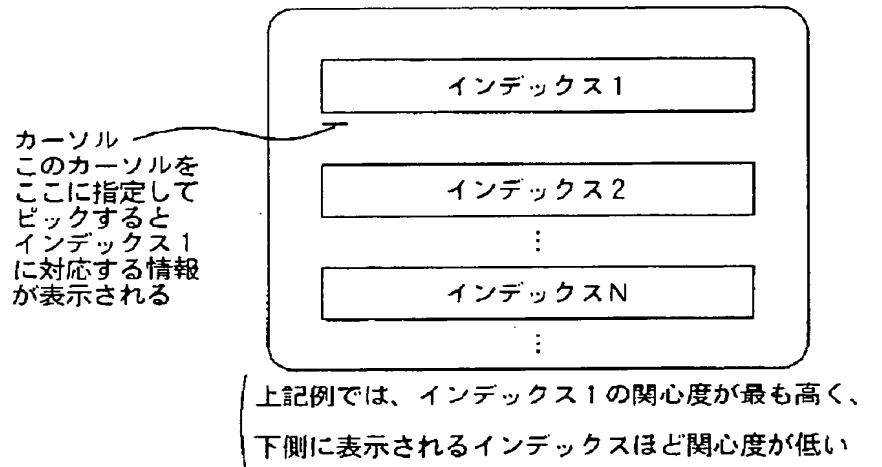 インデックス1
カーソル
このカーソルを
ここに指定して
ピックすると
インデックス1
に対応する情報
が表示される
インデックス2
⋮
インデックスN
⋮
上記例では、インデックス1の関心度が最も高く、
下側に表示されるインデックスほど関心度が低い